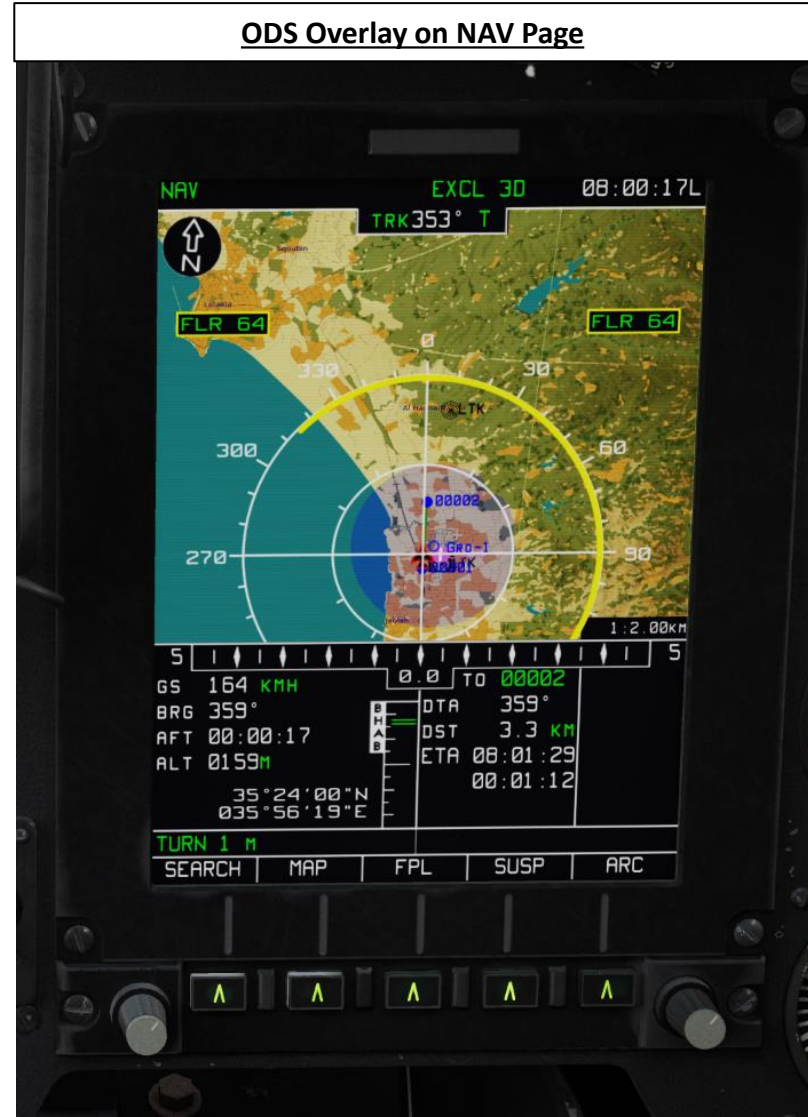 ODS Overlay on NAV Page
NAV EXCL 3D 08:00:17L
TRK353° T
N
FLR 64 FLR 64
0
330 30
LTK
300 60
00002
GRD-1
270 90
00001
1:2.00KM
5 5
0.0
GS 164 KMH TO 00002
BRG 359° DTA 359°
AFT 00:00:17 DST 3.3 KM
ALT 0159M ETA 08:01:29
00:01:12
B
H
A
B
35°24'00"N
035°56'19"E
TURN 1 M
SEARCH MAP FPL SUSP ARC